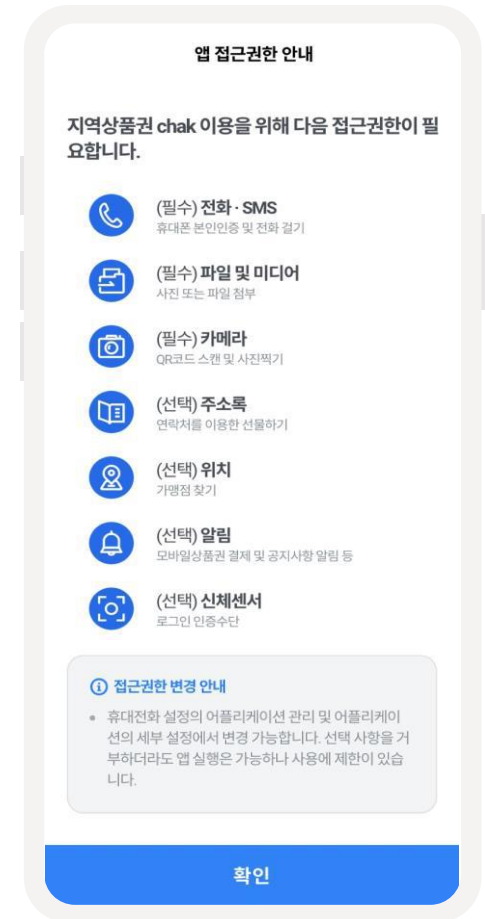 앱 접근권한 안내
지역상품권 chak 이용을 위해 다음 접근권한이 필
요합니다.
(필수) 전화 · SMS
휴대폰 본인인증 및 전화 걸기
(필수) 파일 및 미디어
사진 또는 파일 첨부
(필수) 카메라
QR코드 스캔 및 사진찍기
(선택) 주소록
연락처를 이용한 선물하기
(선택) 위치
가맹점 찾기
(선택) 알림
모바일상품권 결제 및 공지사항 알림 등
(선택) 신체센서
로그인 인증수단
접근권한 변경 안내
• 휴대전화 설정의 어플리케이션 관리 및 어플리케이
션의 세부 설정에서 변경 가능합니다. 선택 사항을 거
부하더라도 앱 실행은 가능하나 사용에 제한이 있습
니다.
확인